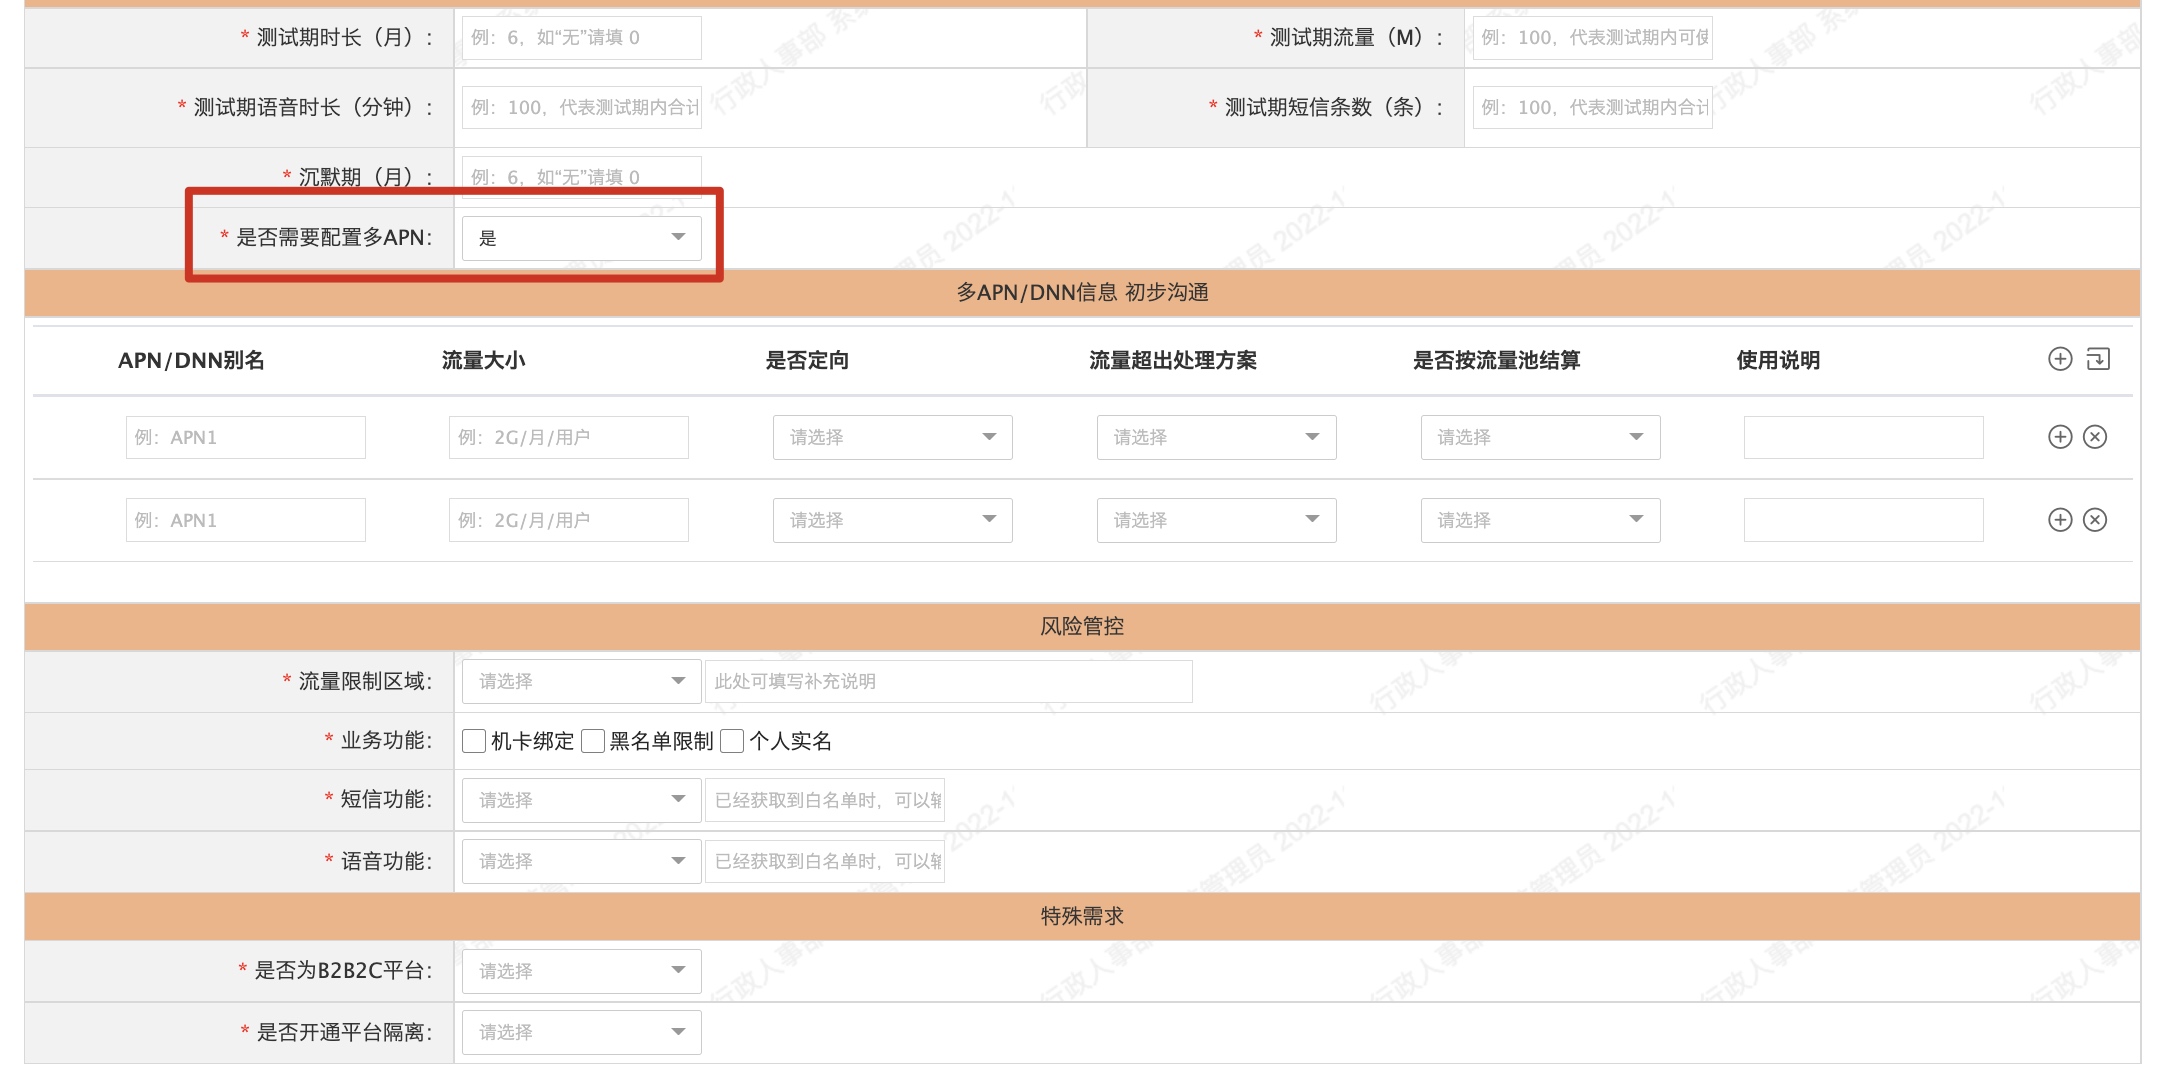 * 测试期时长（月）: 例：6，如“无”请填 0 * 测试期流量（M）: 例：100，代表测试期内可使
* 测试期语音时长（分钟）: 例：100，代表测试期内合计 * 测试期短信条数（条）: 例：100，代表测试期内合计
* 沉默期（月）: 例：6，如“无”请填 0
* 是否需要配置多APN: 是
多APN/DNN信息 初步沟通
APN/DNN别名 流量大小 是否定向 流量超出处理方案 是否按流量池结算 使用说明
例：APN1 例：2G/月/用户 请选择 请选择 请选择
例：APN1 例：2G/月/用户 请选择 请选择 请选择
风险管控
* 流量限制区域: 请选择 此处可填写补充说明
* 业务功能: 机卡绑定 黑名单限制 个人实名
* 短信功能: 请选择 已经获取到白名单时，可以输
* 语音功能: 请选择 已经获取到白名单时，可以输
特殊需求
* 是否为B2B2C平台: 请选择
* 是否开通平台隔离: 请选择